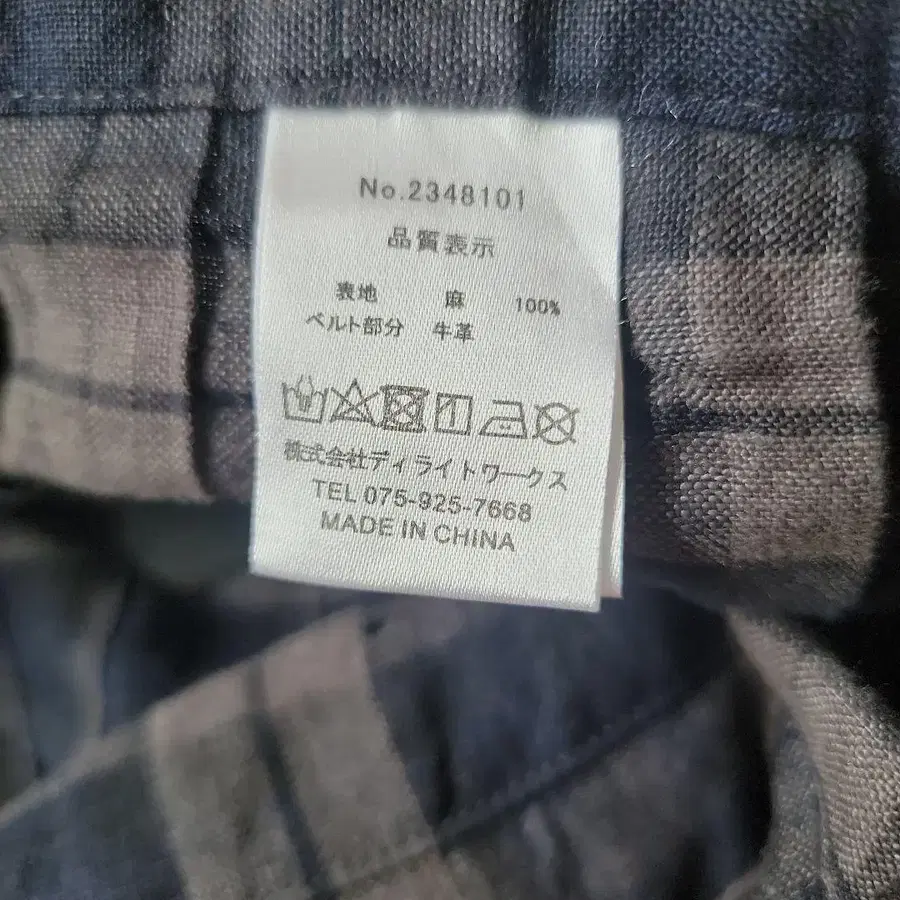 No.2348101
品質表示
表地 麻 100%
ベルト部分 牛革
株式会社ディライトワークス
TEL 075-925-7668
MADE IN CHINA